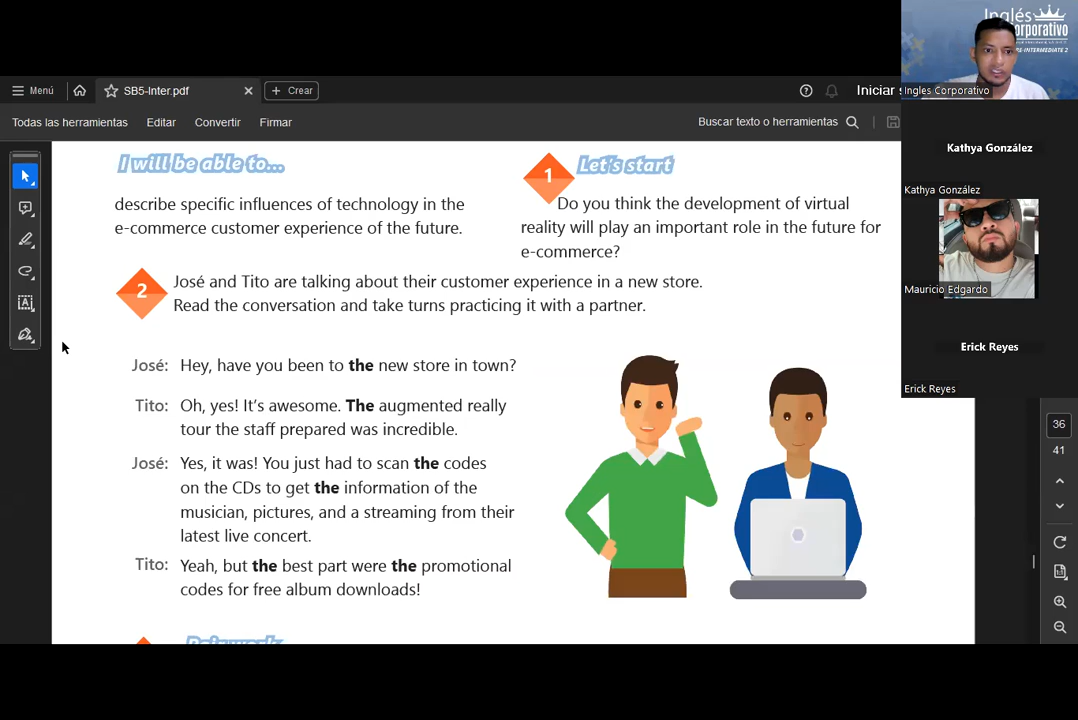 Inglés
Corporativo
PRE-INTERMEDIATE 2
Ingles Corporativo
Menú
SB5-Inter.pdf
Crear
Iniciar
Todas las herramientas
Editar
Convertir
Firmar
Buscar texto o herramientas
Kathya González
Kathya González
Mauricio Edgardo
Erick Reyes
Erick Reyes
I will be able to...
describe specific influences of technology in the
e-commerce customer experience of the future.
1
Let's start
Do you think the development of virtual
reality will play an important role in the future for
e-commerce?
2
José and Tito are talking about their customer experience in a new store.
Read the conversation and take turns practicing it with a partner.
José: Hey, have you been to the new store in town?
Tito: Oh, yes! It's awesome. The augmented really
tour the staff prepared was incredible.
José: Yes, it was! You just had to scan the codes
on the CDs to get the information of the
musician, pictures, and a streaming from their
latest live concert.
Tito: Yeah, but the best part were the promotional
codes for free album downloads!
Pair work
36
41